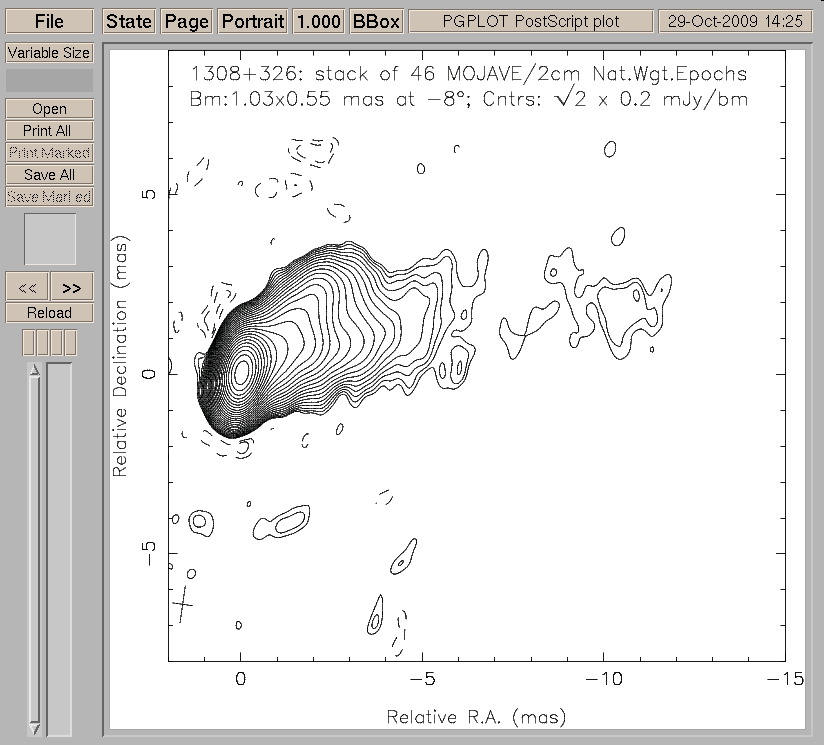 File State Page Portrait 1.000 BBox PGPLOT PostScript plot 29-Oct-2009 14:25
Variable Size
Open
Print All
Print Marked
Save All
Save Marked
<< >>
Reload
1308+326: stack of 46 MOJAVE/2cm Nat.Wgt.Epochs
Bm:1.03x0.55 mas at −8°; Cntrs: √2 x 0.2 mJy/bm
Relative Declination (mas)
5
0
−5
0 −5 −10 −15
Relative R.A. (mas)